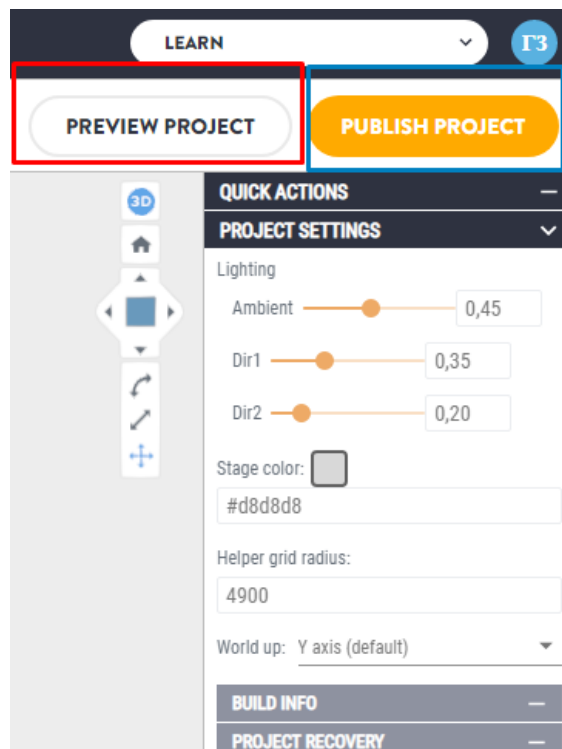 LEARN
ГЗ
PREVIEW PROJECT
PUBLISH PROJECT
3D
QUICK ACTIONS
PROJECT SETTINGS
Lighting
Ambient 0,45
Dir1 0,35
Dir2 0,20
Stage color:
#d8d8d8
Helper grid radius:
4900
World up: Y axis (default)
BUILD INFO
PROJECT RECOVERY